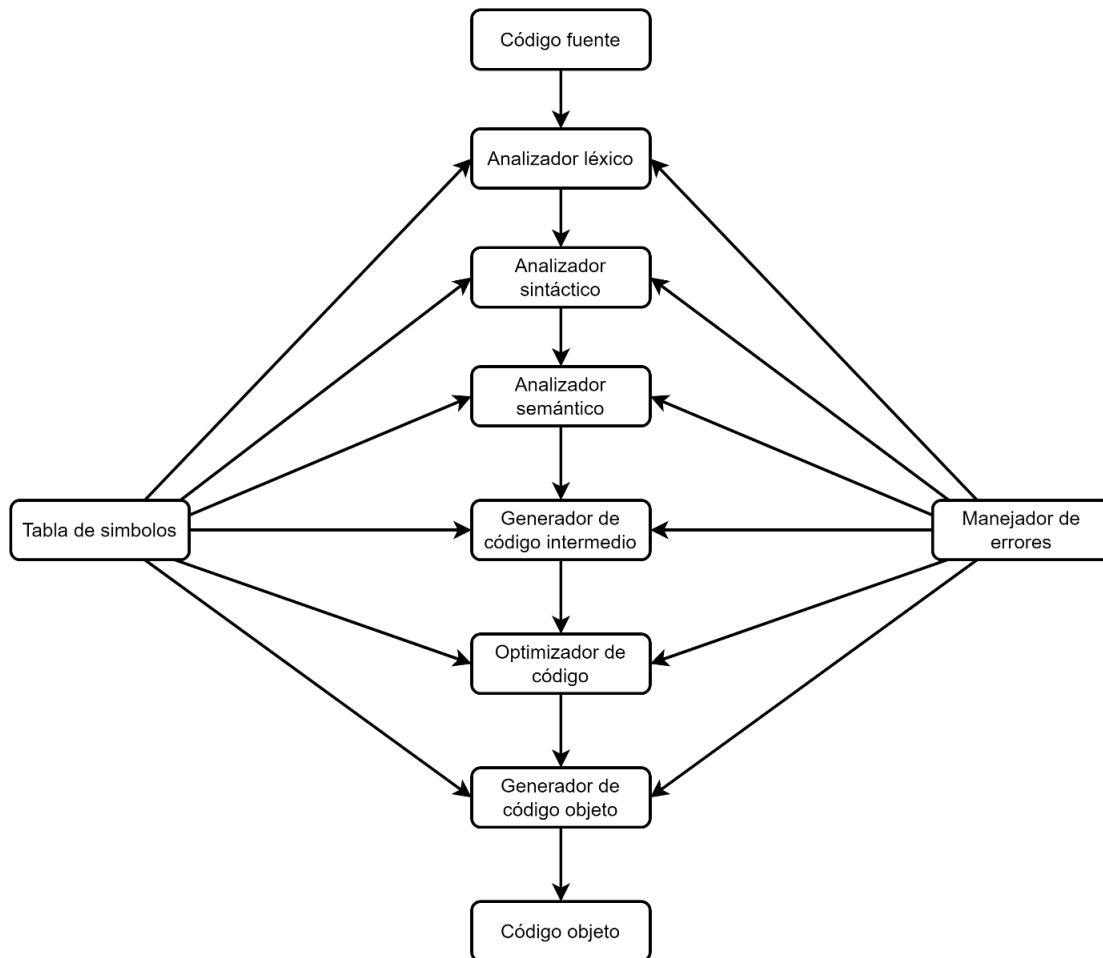 Código fuente
Analizador léxico
Analizador
sintáctico
Analizador
semántico
Tabla de simbolos
Generador de
código intermedio
Manejador de
errores
Optimizador de
código
Generador de
código objeto
Código objeto